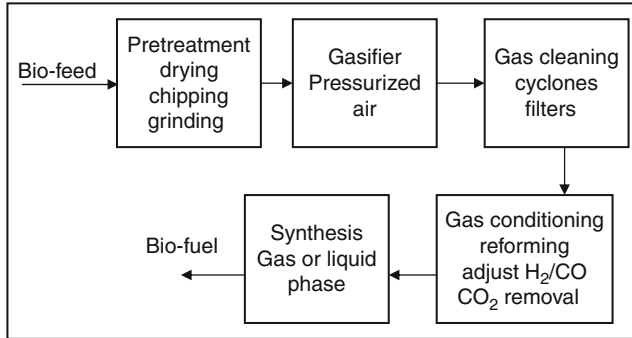 Bio-feed
Pretreatment
drying
chipping
grinding
Gasifier
Pressurized
air
Gas cleaning
cyclones
filters
Gas conditioning
reforming
adjust H₂/CO
CO₂ removal
Synthesis
Gas or liquid
phase
Bio-fuel